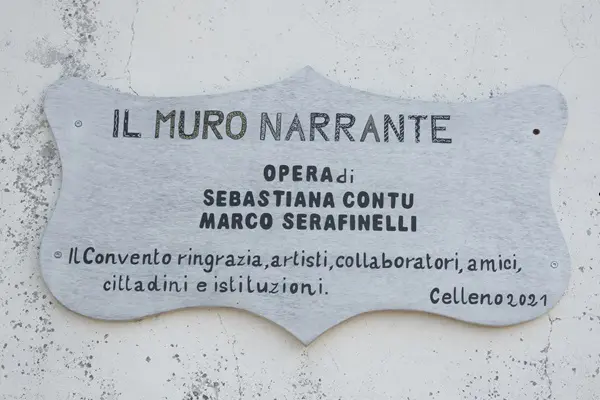 IL MURO NARRANTE
OPERA di
SEBASTIANA CONTU
MARCO SERAFINELLI
Il Convento ringrazia, artisti, collaboratori, amici,
cittadini e istituzioni.
Celleno 2021